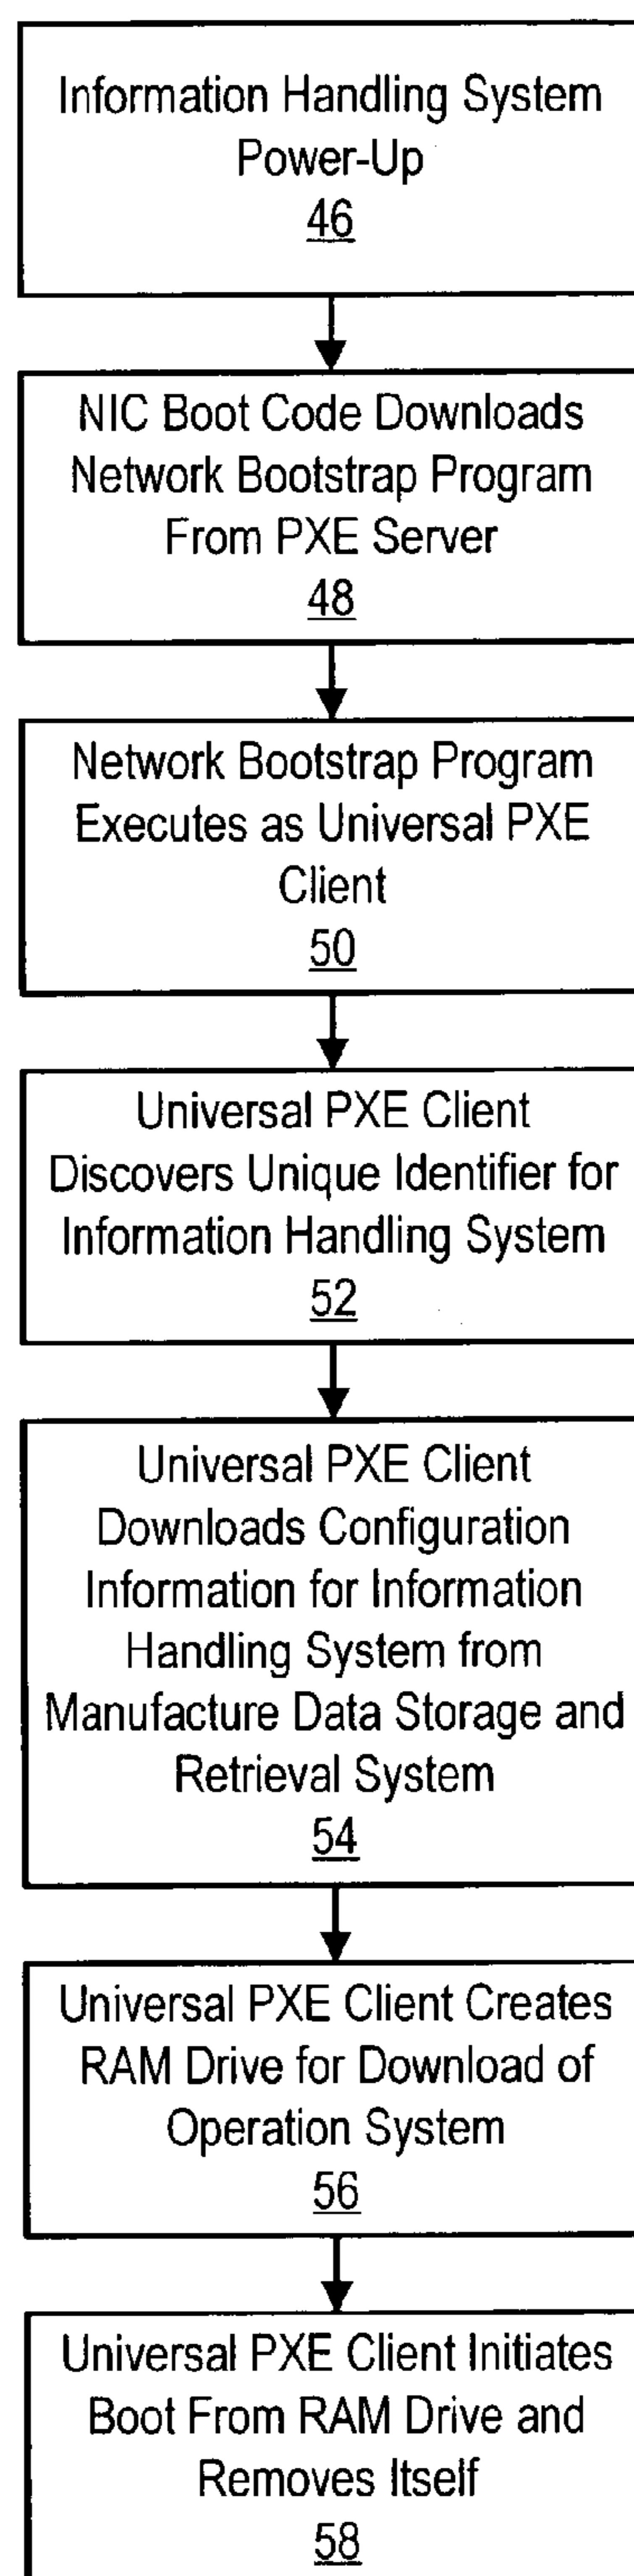 Information Handling System
Power-Up
46
NIC Boot Code Downloads
Network Bootstrap Program
From PXE Server
48
Network Bootstrap Program
Executes as Universal PXE
Client
50
Universal PXE Client
Discovers Unique Identifier for
Information Handling System
52
Universal PXE Client
Downloads Configuration
Information for Information
Handling System from
Manufacture Data Storage and
Retrieval System
54
Universal PXE Client Creates
RAM Drive for Download of
Operation System
56
Universal PXE Client Initiates
Boot From RAM Drive and
Removes Itself
58